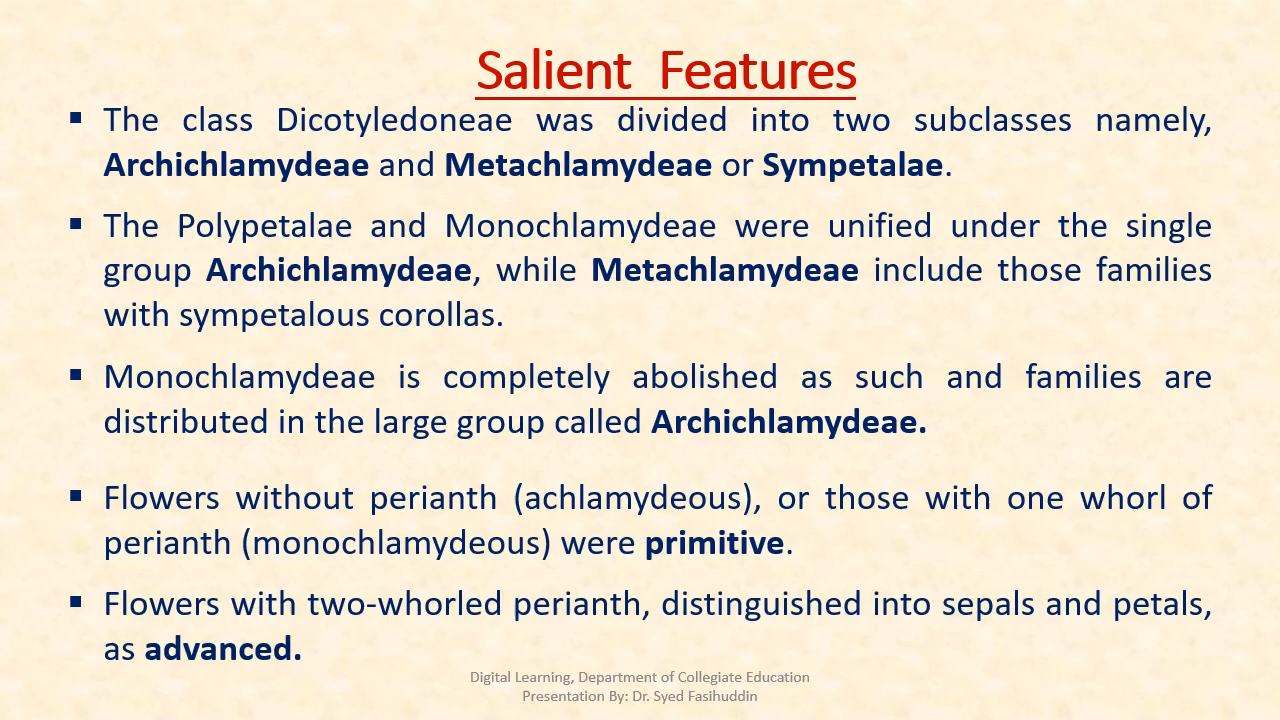 Salient Features
▪ The class Dicotyledoneae was divided into two subclasses namely,
Archichlamydeae and Metachlamydeae or Sympetalae.
▪ The Polypetalae and Monochlamydeae were unified under the single
group Archichlamydeae, while Metachlamydeae include those families
with sympetalous corollas.
▪ Monochlamydeae is completely abolished as such and families are
distributed in the large group called Archichlamydeae.
▪ Flowers without perianth (achlamydeous), or those with one whorl of
perianth (monochlamydeous) were primitive.
▪ Flowers with two-whorled perianth, distinguished into sepals and petals,
as advanced.
Digital Learning, Department of Collegiate Education
Presentation By: Dr. Syed Fasihuddin